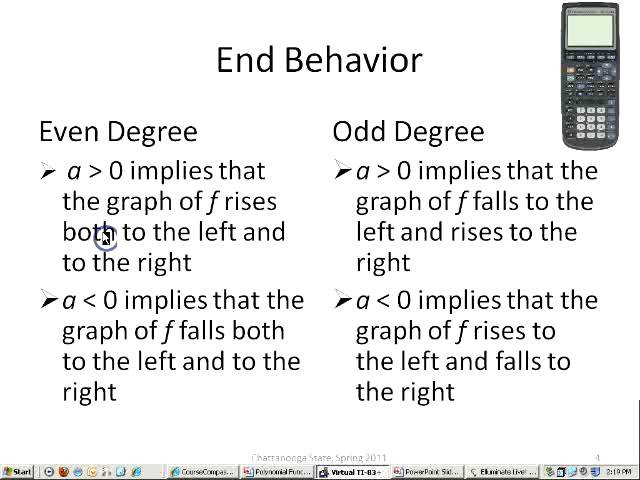 End Behavior
Even Degree
➢ a > 0 implies that
the graph of f rises
both to the left and
to the right
➢ a < 0 implies that the
graph of f falls both
to the left and to the
right
Odd Degree
➢ a > 0 implies that the
graph of f falls to the
left and rises to the
right
➢ a < 0 implies that the
graph of f rises to
the left and falls to
the right
Chattanooga State, Spring 2011
4
Start
CourseCompas...
Polynomial Func...
Virtual TI-83+
PowerPoint Slid...
Elluminate Live! ...
2:19 PM